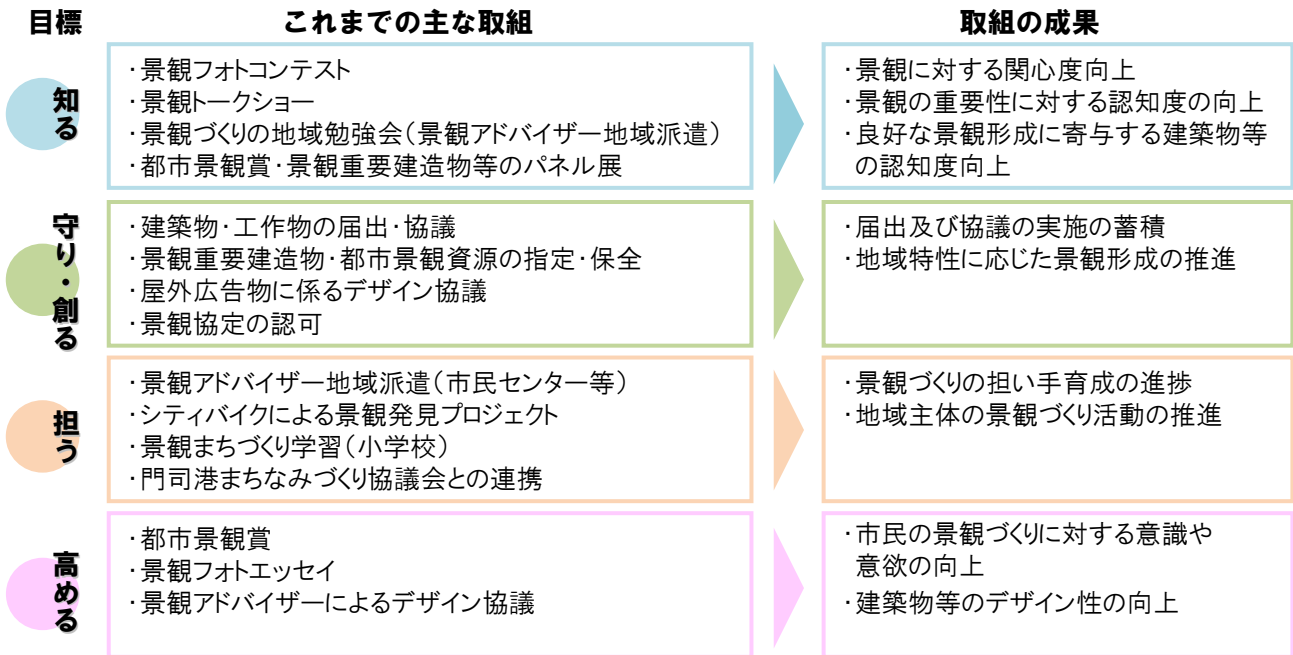 目標
これまでの主な取組
取組の成果
知る
・景観フォトコンテスト
・景観トークショー
・景観づくりの地域勉強会（景観アドバイザー地域派遣）
・都市景観賞・景観重要建造物等のパネル展
・景観に対する関心度向上
・景観の重要性に対する認知度の向上
・良好な景観形成に寄与する建築物等
の認知度向上
守り・創る
・建築物・工作物の届出・協議
・景観重要建造物・都市景観資源の指定・保全
・屋外広告物に係るデザイン協議
・景観協定の認可
・届出及び協議の実施の蓄積
・地域特性に応じた景観形成の推進
担う
・景観アドバイザー地域派遣（市民センター等）
・シティバイクによる景観発見プロジェクト
・景観まちづくり学習（小学校）
・門司港まちなみづくり協議会との連携
・景観づくりの担い手育成の進捗
・地域主体の景観づくり活動の推進
高める
・都市景観賞
・景観フォトエッセイ
・景観アドバイザーによるデザイン協議
・市民の景観づくりに対する意識や
意欲の向上
・建築物等のデザイン性の向上